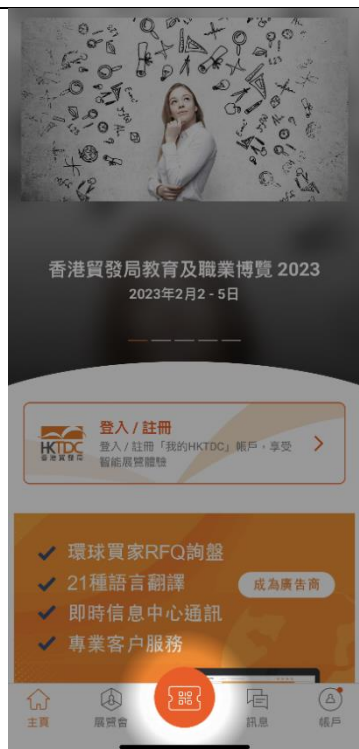 香港貿發局教育及職業博覽 2023
2023年2月2 - 5日
HKTDC
香港貿發局
登入 / 註冊
登入 / 註冊「我的HKTDC」帳戶，享受
智能展覽體驗
環球買家RFQ詢盤
21種語言翻譯
成為廣告商
即時信息中心通訊
專業客户服務
主頁
展覽會
訊息
帳戶